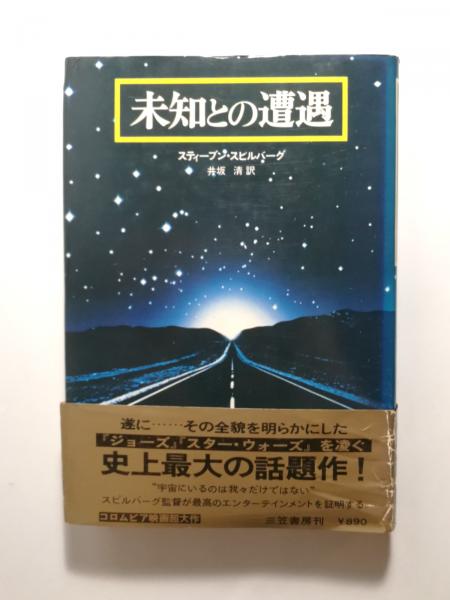 未知との遭遇
スティーブン・スピルバーグ
井坂 清訳
遂に……その全貌を明らかにした
『ジョーズ』『スター・ウォーズ』を凌ぐ
史上最大の話題作！
“宇宙にいるのは我々だけではない”
スピルバーグ監督が最高のエンターテインメントを証明する
コロムビア映画超大作
三笠書房刊 ￥890